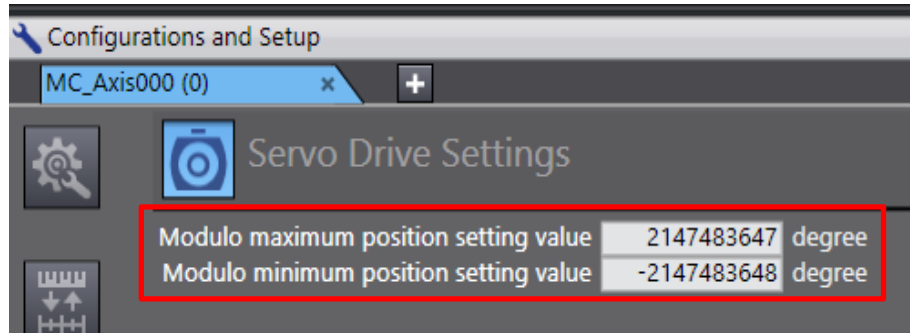 Configurations and Setup
MC_Axis000 (0) × +
Servo Drive Settings
Modulo maximum position setting value 2147483647 degree
Modulo minimum position setting value -2147483648 degree